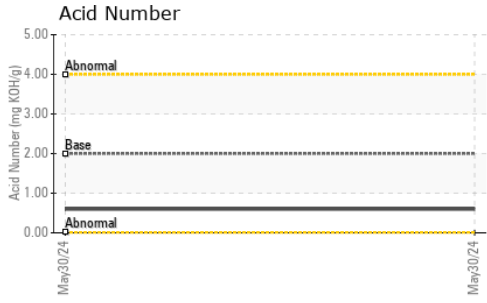 Acid Number
Acid Number (mg KOH/g)
5.00
4.00
3.00
2.00
1.00
0.00
Abnormal
Base
Abnormal
May30/24
May30/24